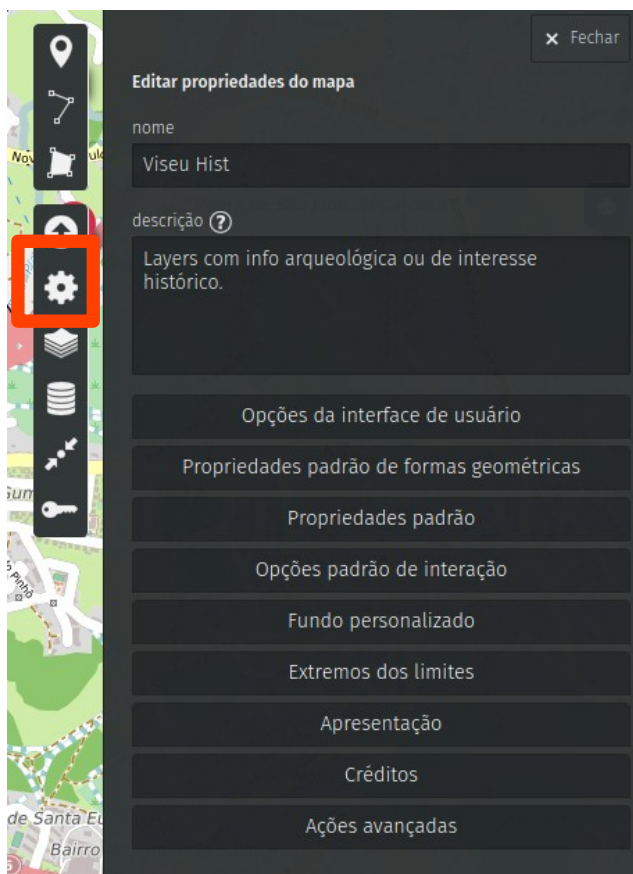 × Fechar
Editar propriedades do mapa
nome
Viseu Hist
descrição ?
Layers com info arqueológica ou de interesse
histórico.
Opções da interface de usuário
Propriedades padrão de formas geométricas
Propriedades padrão
Opções padrão de interação
Fundo personalizado
Extremos dos limites
Apresentação
Créditos
Ações avançadas
Pinhô
de Santa Eu
Bairro